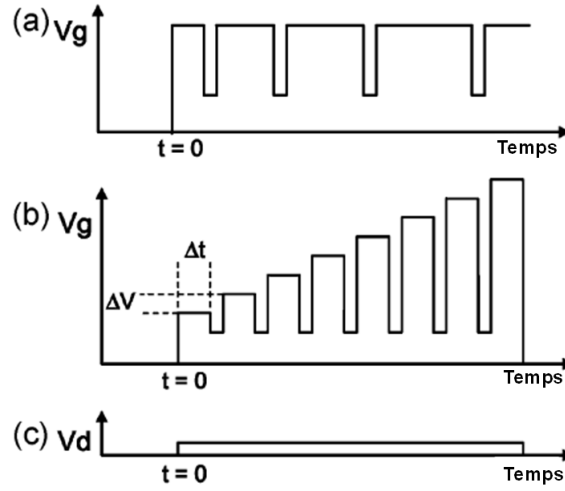 (a) Vg
t = 0 Temps
(b) Vg
Δt
ΔV
t = 0 Temps
(c) Vd
t = 0 Temps